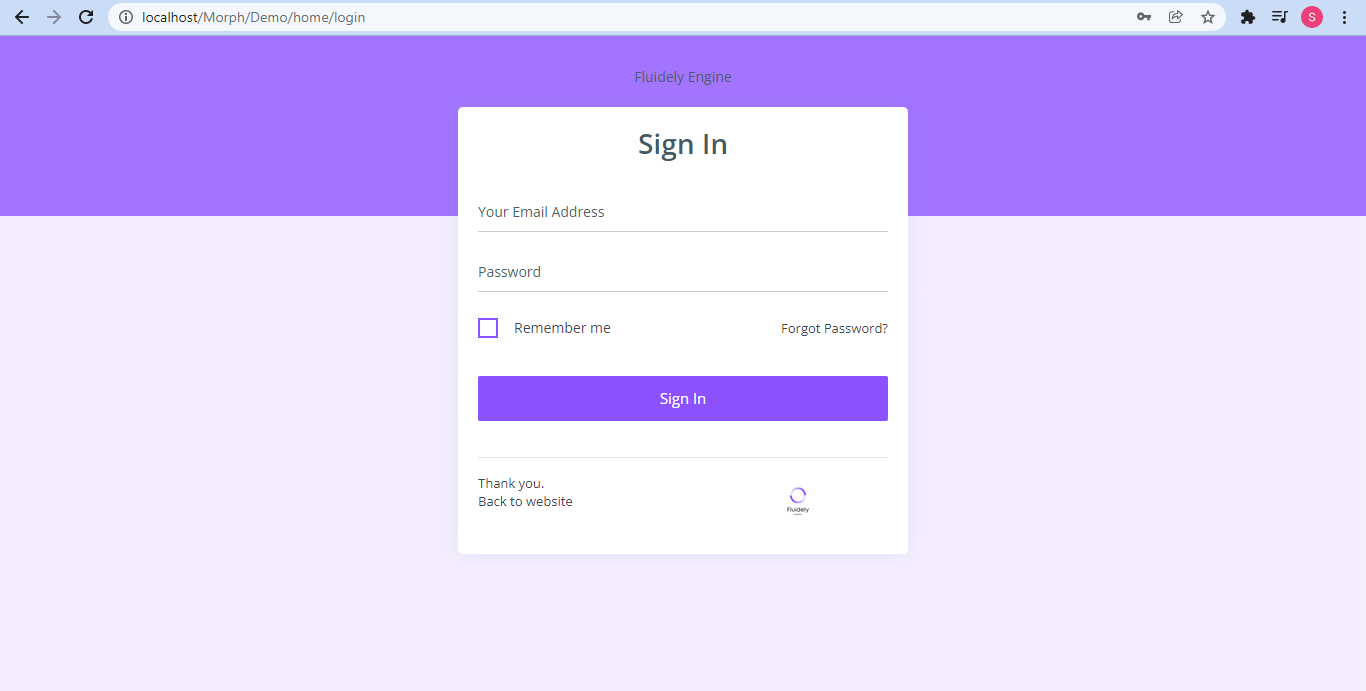 localhost/Morph/Demo/home/login
S
Fluidely Engine
Sign In
Your Email Address
Password
Remember me
Forgot Password?
Sign In
Thank you.
Back to website
Fluidely